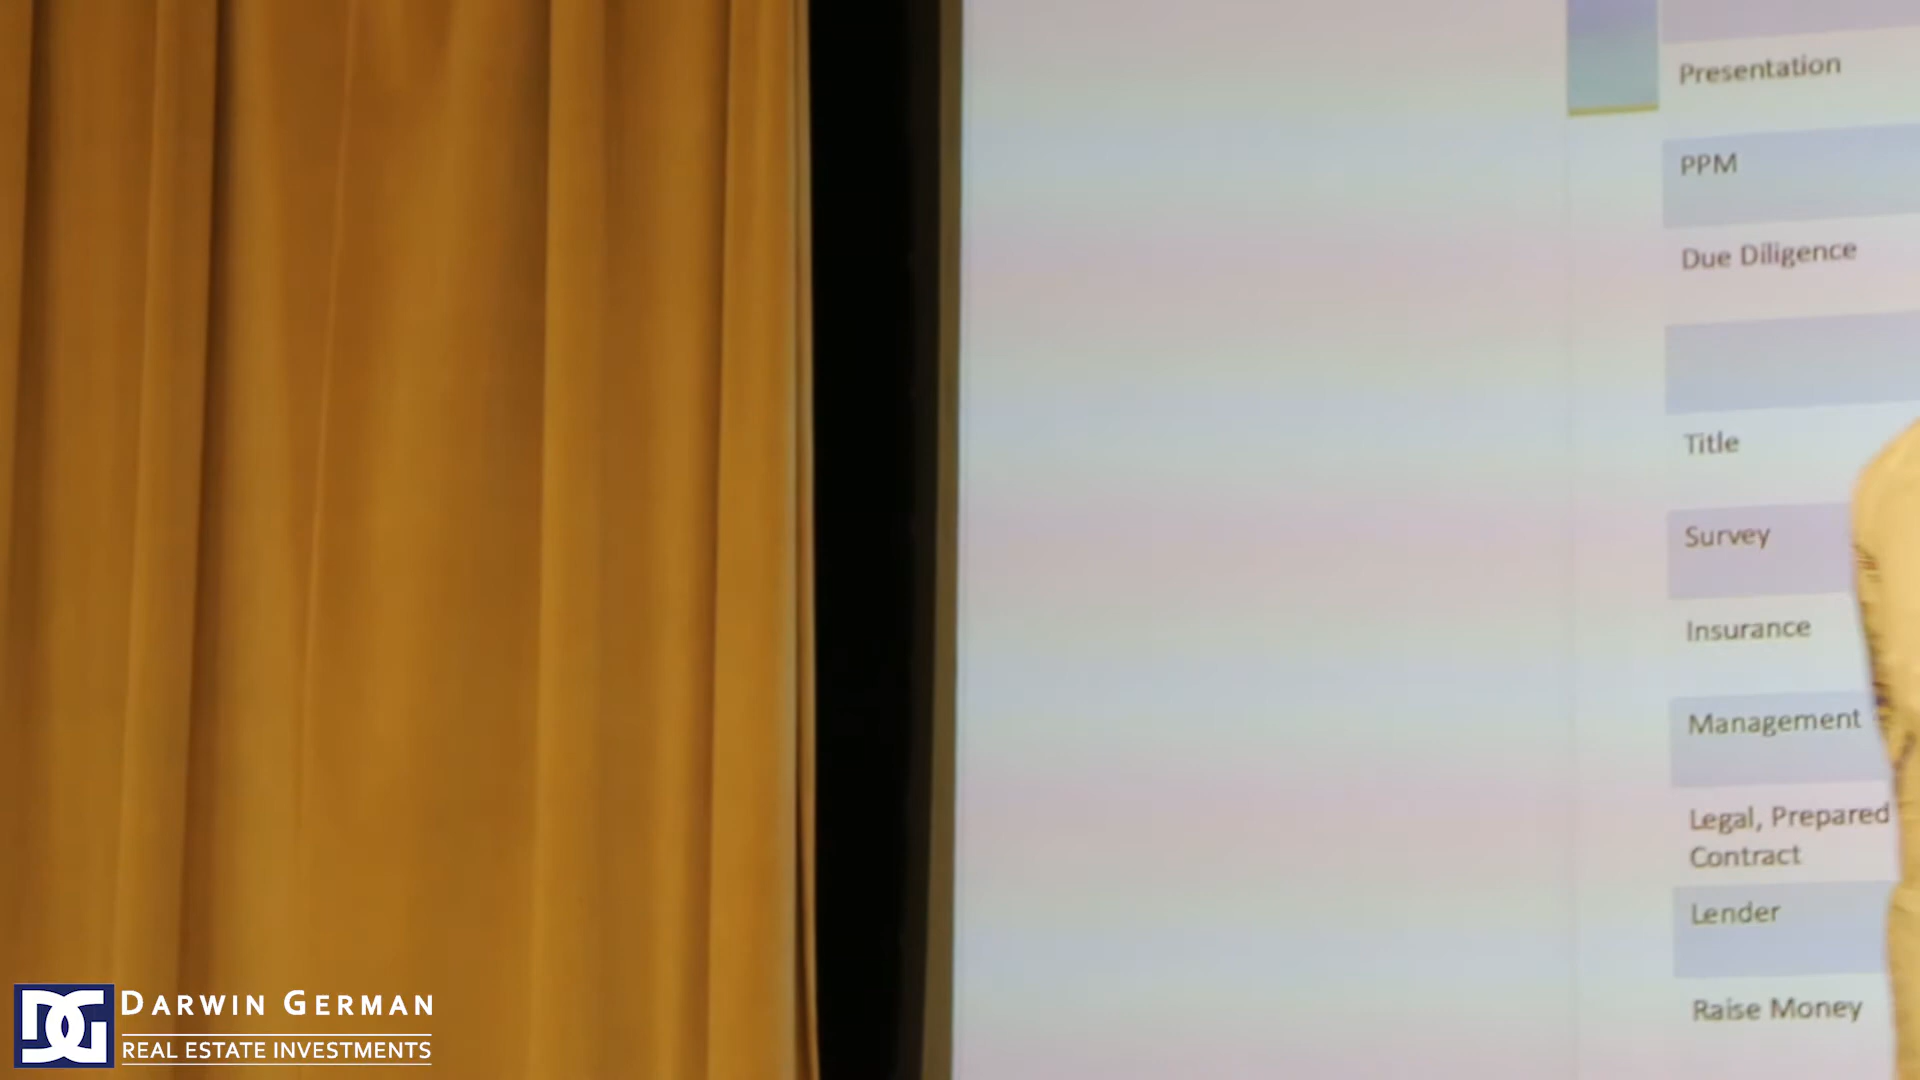 Presentation
PPM
Due Diligence
Title
Survey
Insurance
Management
Legal, Prepared
Contract
Lender
Raise Money
DG
DARWIN GERMAN
REAL ESTATE INVESTMENTS